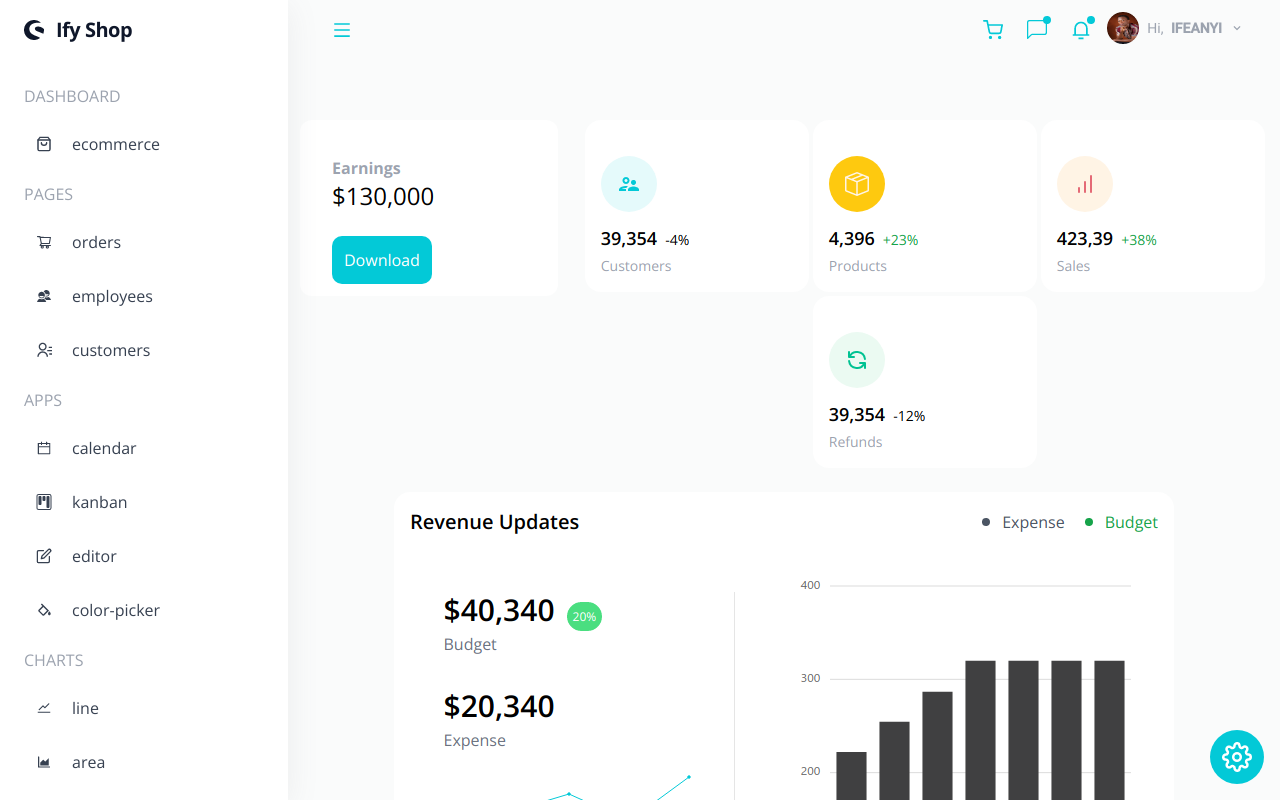 Ify Shop
Hi, IFEANYI
DASHBOARD
ecommerce
PAGES
orders
employees
customers
APPS
calendar
kanban
editor
color-picker
CHARTS
line
area
Earnings
$130,000
Download
39,354 -4%
Customers
4,396 +23%
Products
423,39 +38%
Sales
39,354 -12%
Refunds
Revenue Updates
Expense
Budget
$40,340 20%
Budget
$20,340
Expense
400
300
200